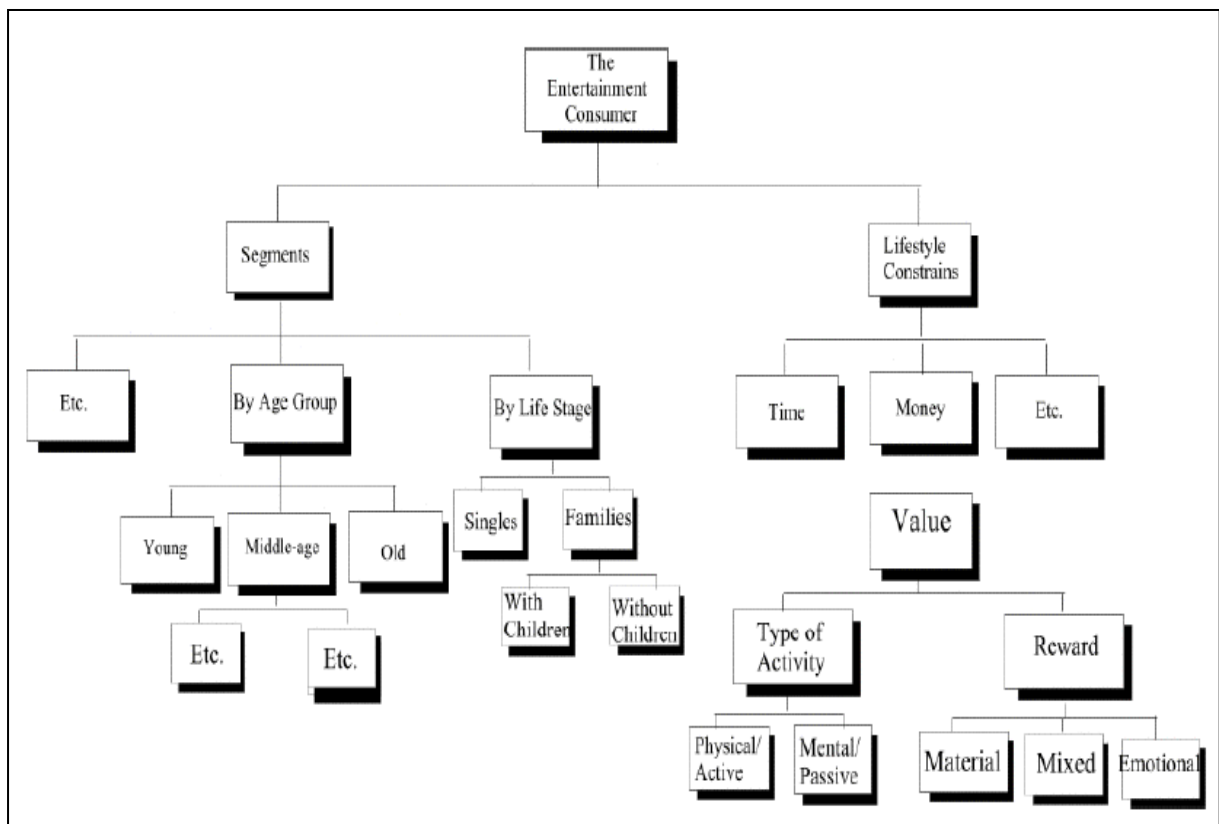 The
Entertainment
Consumer
Segments
Lifestyle
Constrains
Etc.
By Age Group
By Life Stage
Time
Money
Etc.
Young
Middle-age
Old
Singles
Families
Value
Etc.
Etc.
With
Children
Without
Children
Type of
Activity
Reward
Physical/
Active
Mental/
Passive
Material
Mixed
Emotional